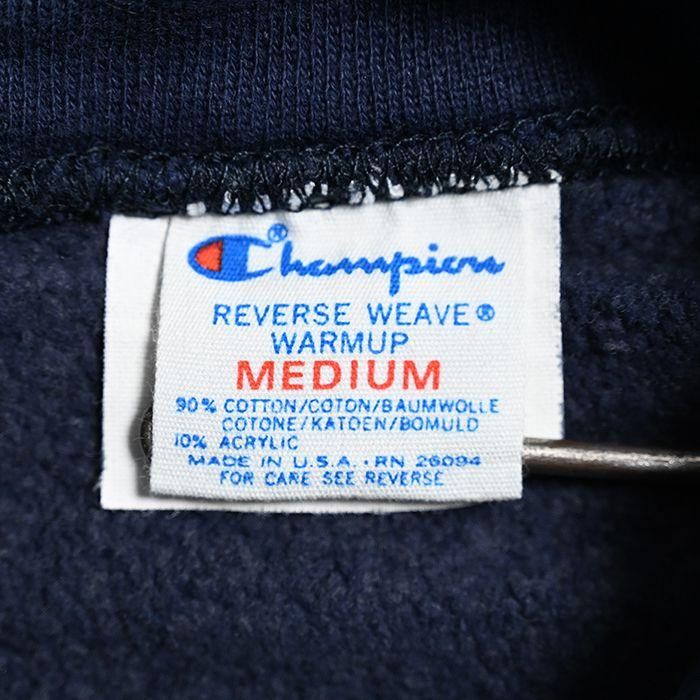 Champion®
REVERSE WEAVE®
WARMUP
MEDIUM
90% COTTON/COTON/BAUMWOLLE
COTONE/KATOEN/BOMULD
10% ACRYLIC
MADE IN U.S.A. · RN 26094
FOR CARE SEE REVERSE